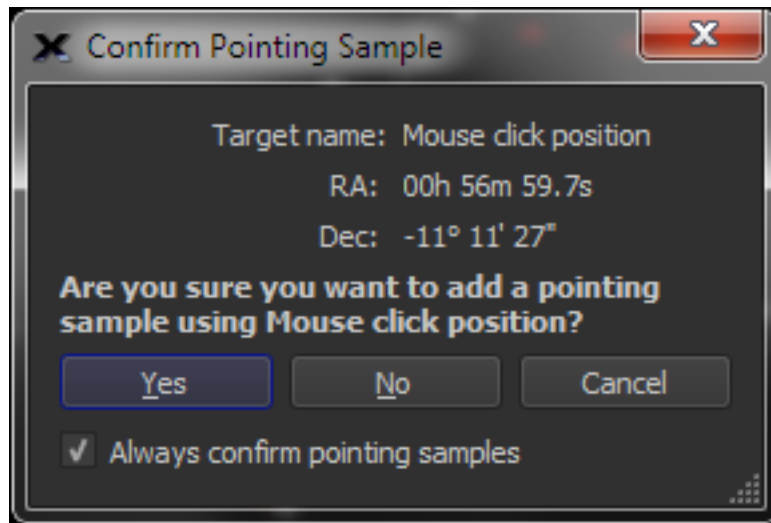 Confirm Pointing Sample
Target name: Mouse click position
RA: 00h 56m 59.7s
Dec: -11° 11' 27"
Are you sure you want to add a pointing
sample using Mouse click position?
Yes No Cancel
Always confirm pointing samples